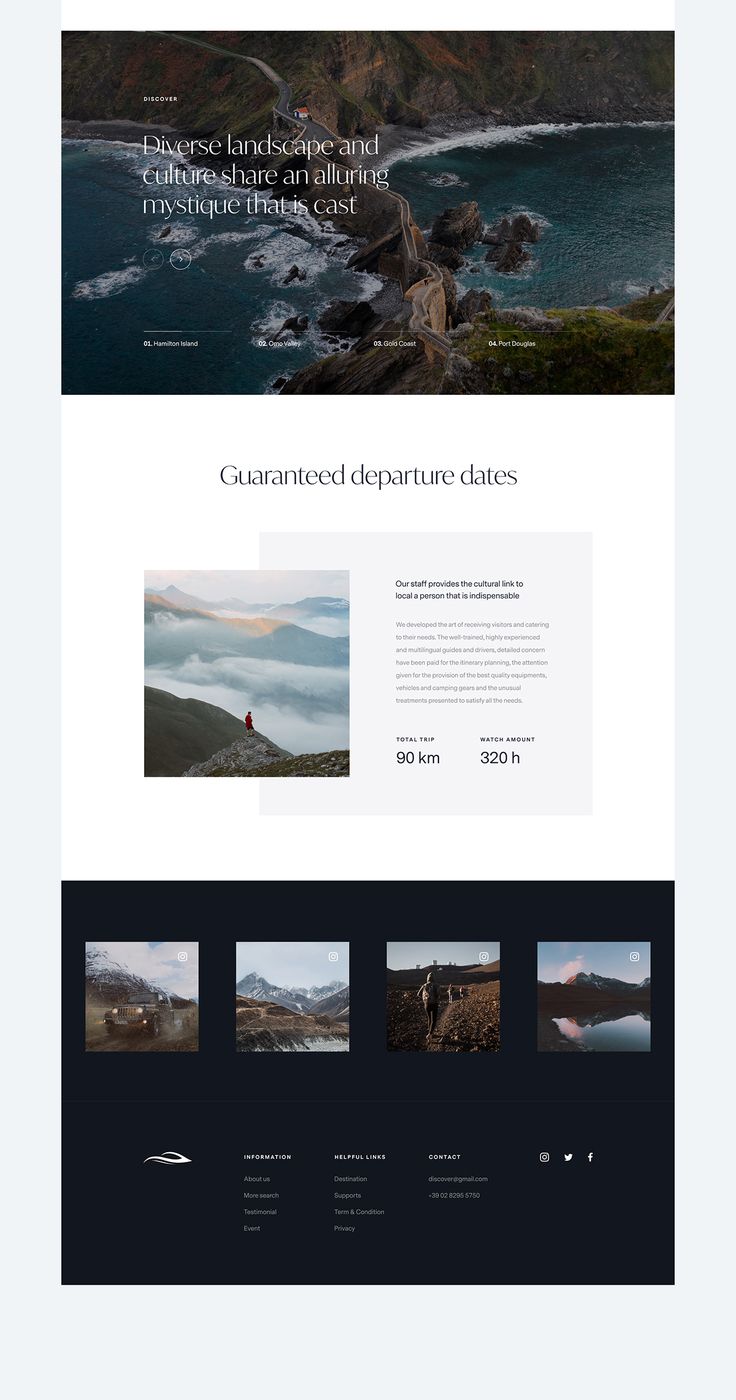 DISCOVER
Diverse landscape and
culture share an alluring
mystique that is cast
01. Hamilton Island
02. Omo Valley
03. Gold Coast
04. Port Douglas
Guaranteed departure dates
Our staff provides the cultural link to
local a person that is indispensable
We developed the art of receiving visitors and catering
to their needs. The well-trained, highly experienced
and multilingual guides and drivers, detailed concern
have been paid for the itinerary planning, the attention
given for the provision of the best quality equipments,
vehicles and camping gears and the unusual
treatments presented to satisfy all the needs.
TOTAL TRIP
90 km
WATCH AMOUNT
320 h
INFORMATION
About us
More search
Testimonial
Event
HELPFUL LINKS
Destination
Supports
Term & Condition
Privacy
CONTACT
discover@gmail.com
+39 02 8295 5750